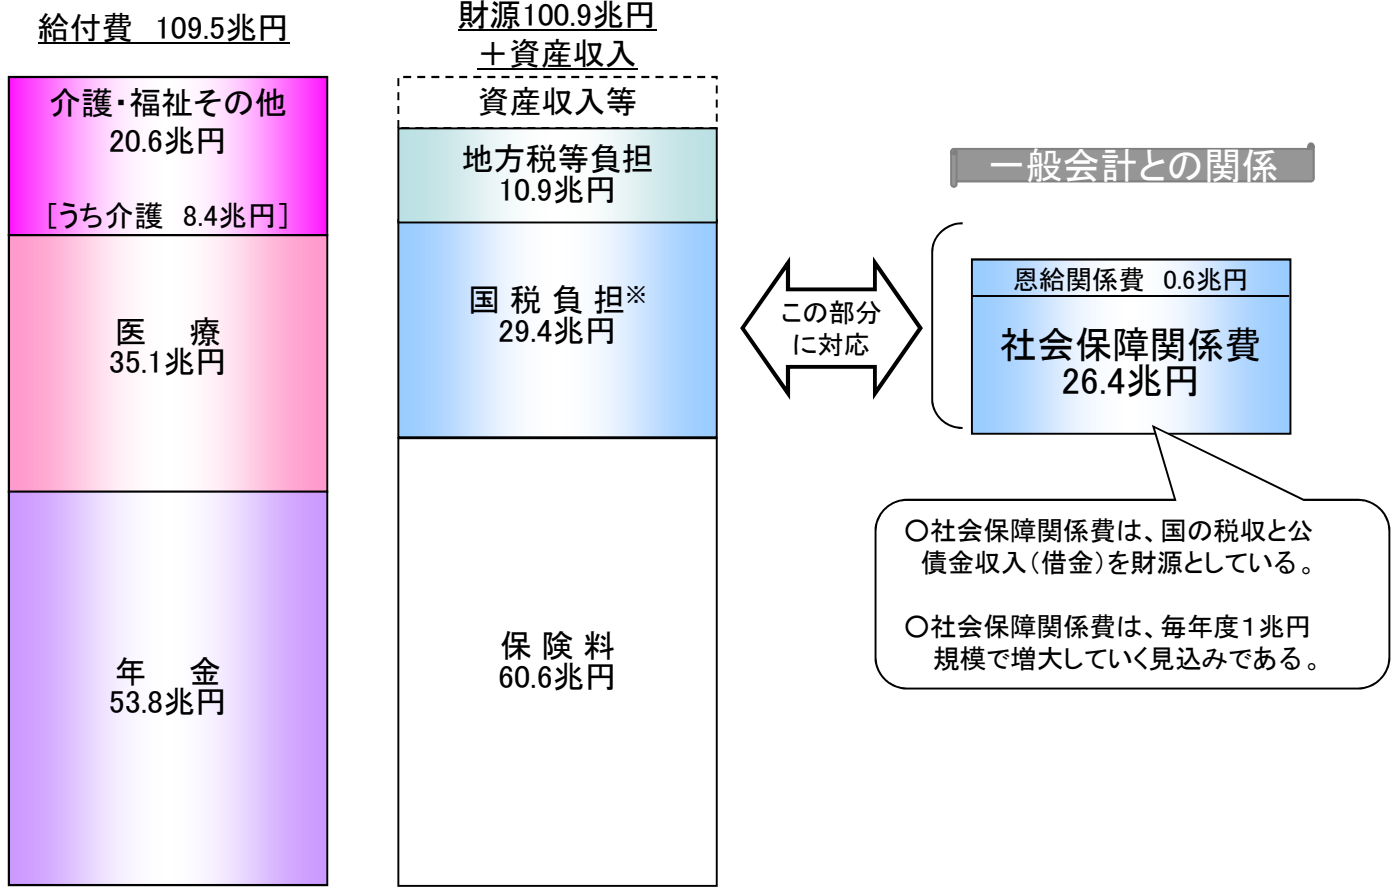 給付費　109.5兆円
介護・福祉その他
20.6兆円
［うち介護　8.4兆円］
医　　療
35.1兆円
年　　金
53.8兆円
財源100.9兆円
＋資産収入
資産収入等
地方税等負担
10.9兆円
国 税 負 担※
29.4兆円
保 険 料
60.6兆円
この部分
に対応
一般会計との関係
恩給関係費　0.6兆円
社会保障関係費
26.4兆円
○社会保障関係費は、国の税収と公
債金収入（借金）を財源としている。
○社会保障関係費は、毎年度１兆円
規模で増大していく見込みである。